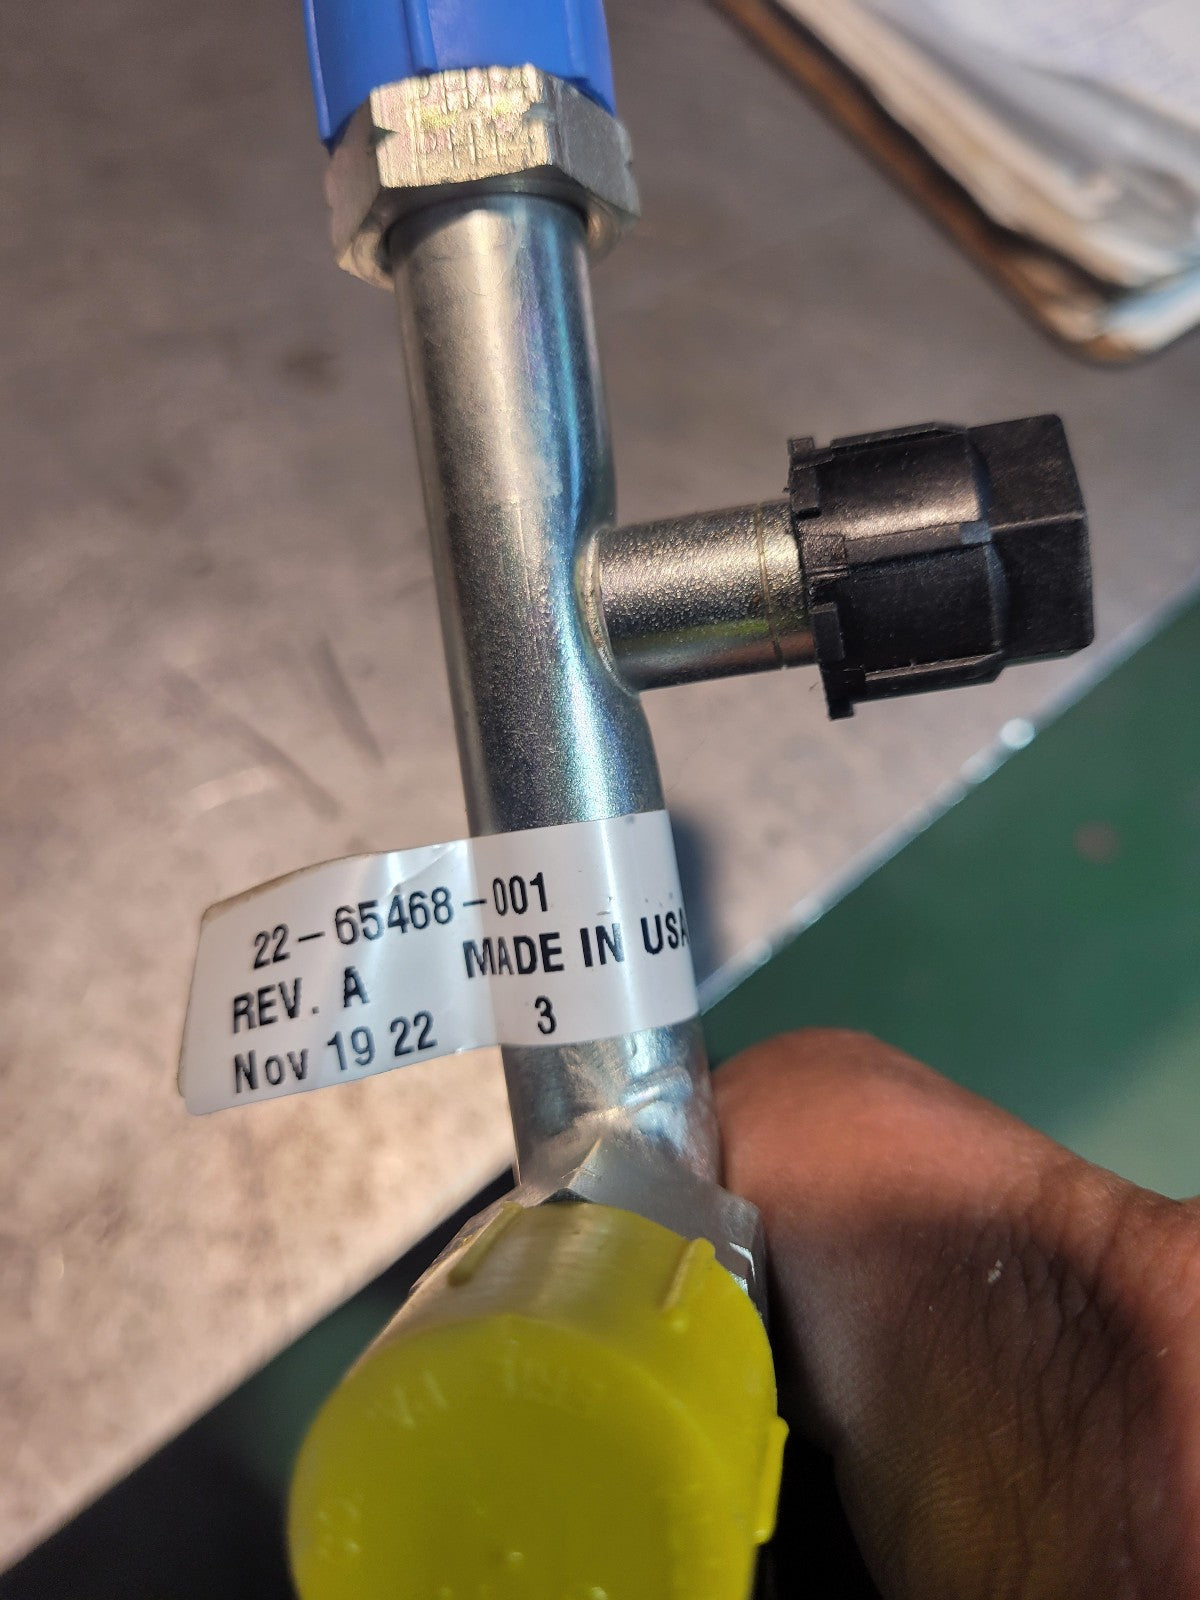 22-65468-001
REV. A MADE IN USA
Nov 19 22 3